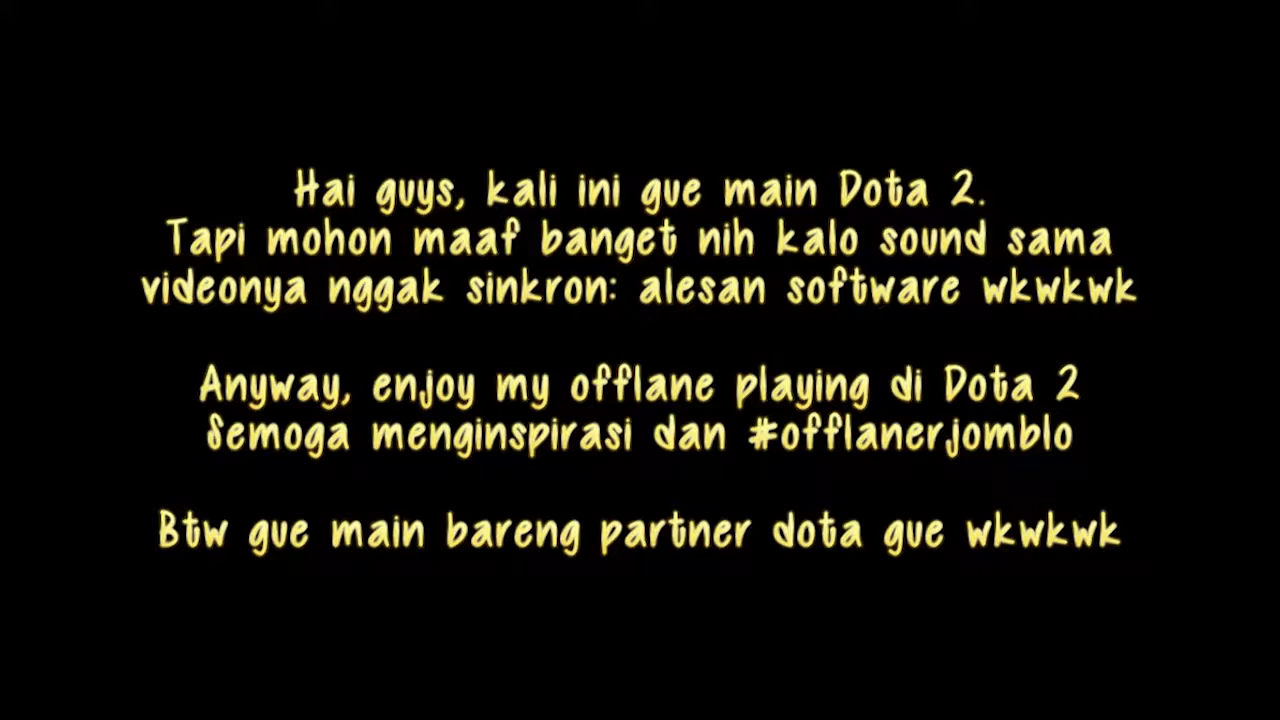 Hai guys, kali ini gue main Dota 2.
Tapi mohon maaf banget nih kalo sound sama
videonya nggak sinkron: alesan software wkwkwk
Anyway, enjoy my offlane playing di Dota 2
Semoga menginspirasi dan #offlanerjomblo
Btw gue main bareng partner dota gue wkwkwk